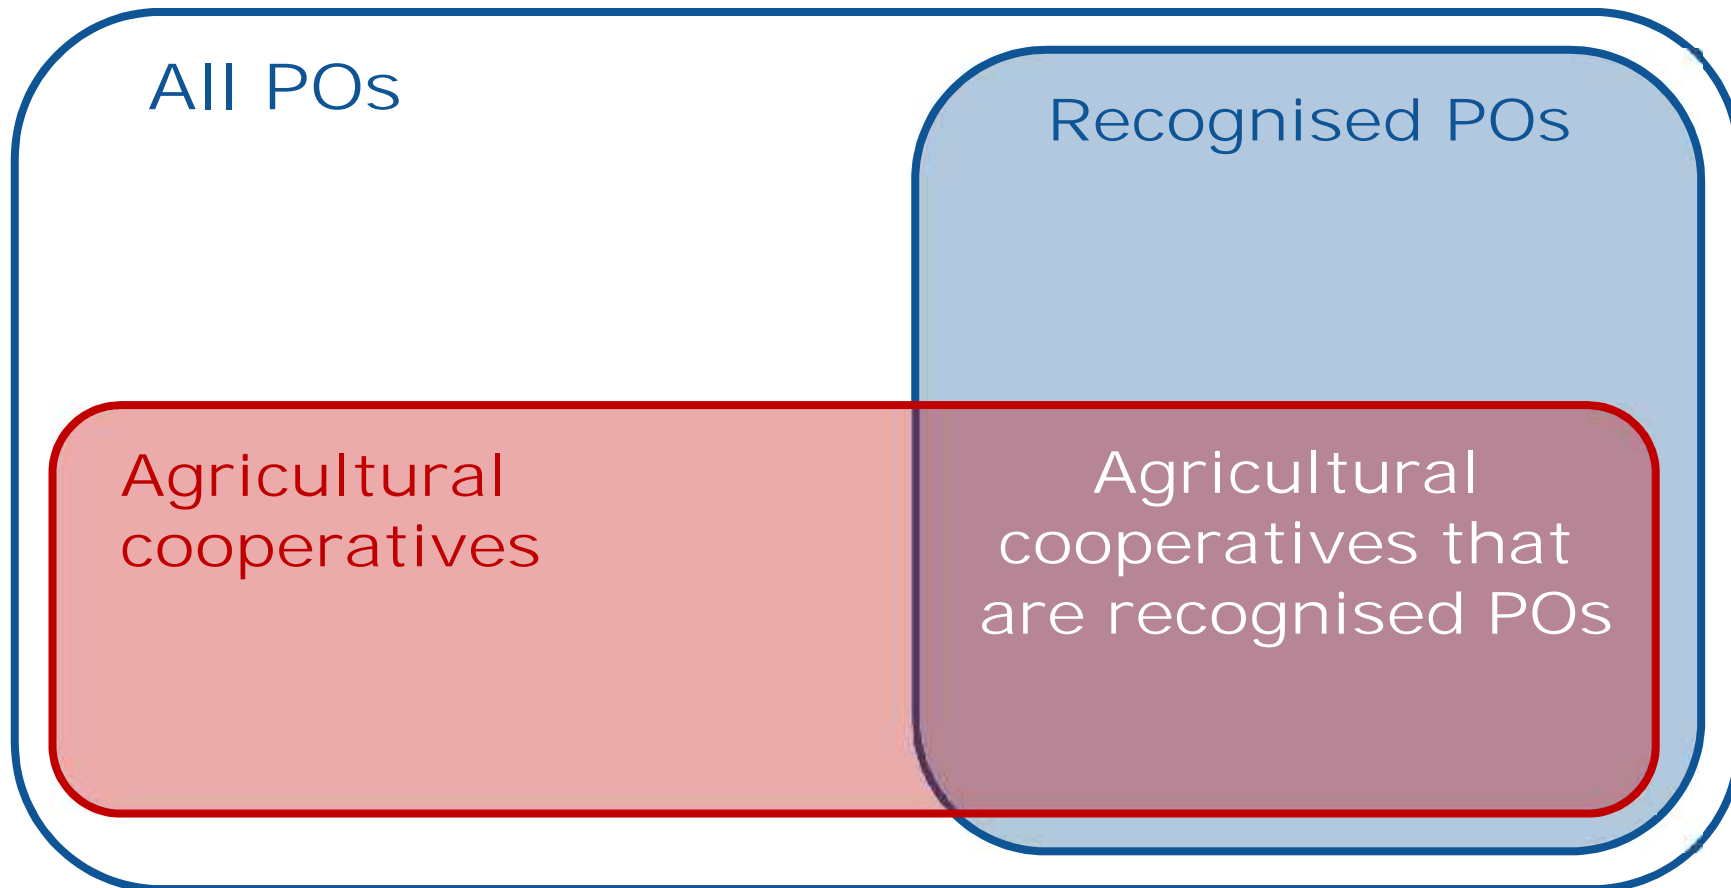 All POs
Recognised POs
Agricultural
cooperatives
Agricultural
cooperatives that
are recognised POs